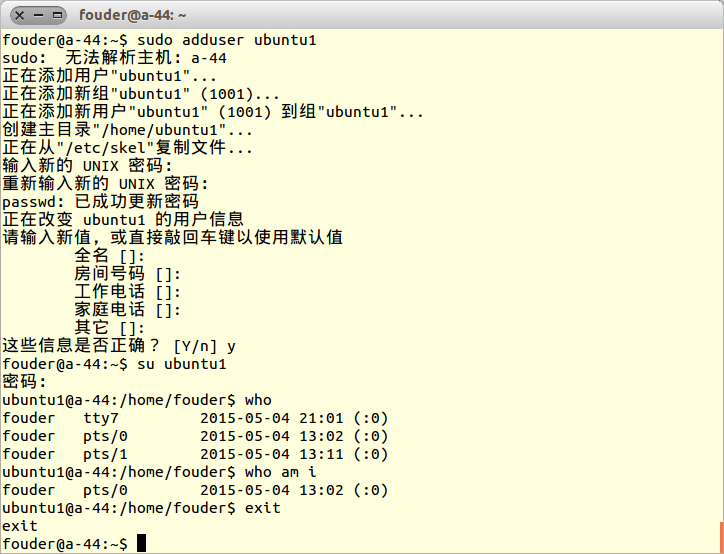 fouder@a-44: ~
fouder@a-44:~$ sudo adduser ubuntu1
sudo: 无法解析主机: a-44
正在添加用户"ubuntu1"...
正在添加新组"ubuntu1" (1001)...
正在添加新用户"ubuntu1" (1001) 到组"ubuntu1"...
创建主目录"/home/ubuntu1"...
正在从"/etc/skel"复制文件...
输入新的 UNIX 密码:
重新输入新的 UNIX 密码:
passwd: 已成功更新密码
正在改变 ubuntu1 的用户信息
请输入新值, 或直接敲回车键以使用默认值
        全名 []:
        房间号码 []:
        工作电话 []:
        家庭电话 []:
        其它 []:
这些信息是否正确? [Y/n] y
fouder@a-44:~$ su ubuntu1
密码:
ubuntu1@a-44:/home/fouder$ who
fouder   tty7         2015-05-04 21:01 (:0)
fouder   pts/0        2015-05-04 13:02 (:0)
fouder   pts/1        2015-05-04 13:11 (:0)
ubuntu1@a-44:/home/fouder$ who am i
fouder   pts/0        2015-05-04 13:02 (:0)
ubuntu1@a-44:/home/fouder$ exit
exit
fouder@a-44:~$